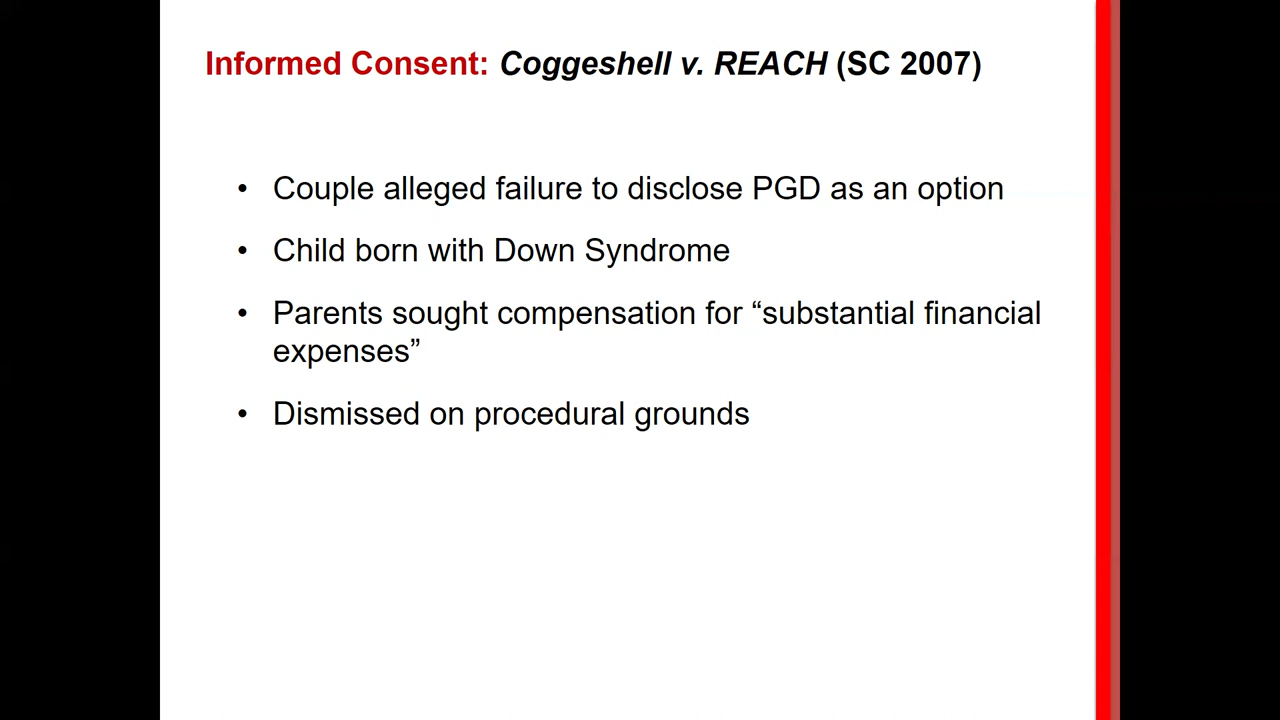 Informed Consent: Coggeshell v. REACH (SC 2007)
• Couple alleged failure to disclose PGD as an option
• Child born with Down Syndrome
• Parents sought compensation for “substantial financial
expenses”
• Dismissed on procedural grounds